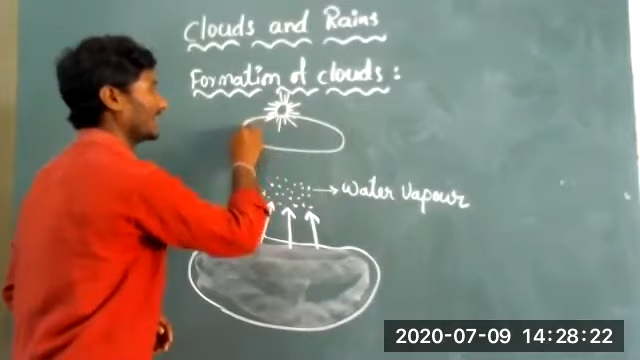 Clouds and Rains
Formation of clouds:
Water Vapour
2020-07-09 14:28:22